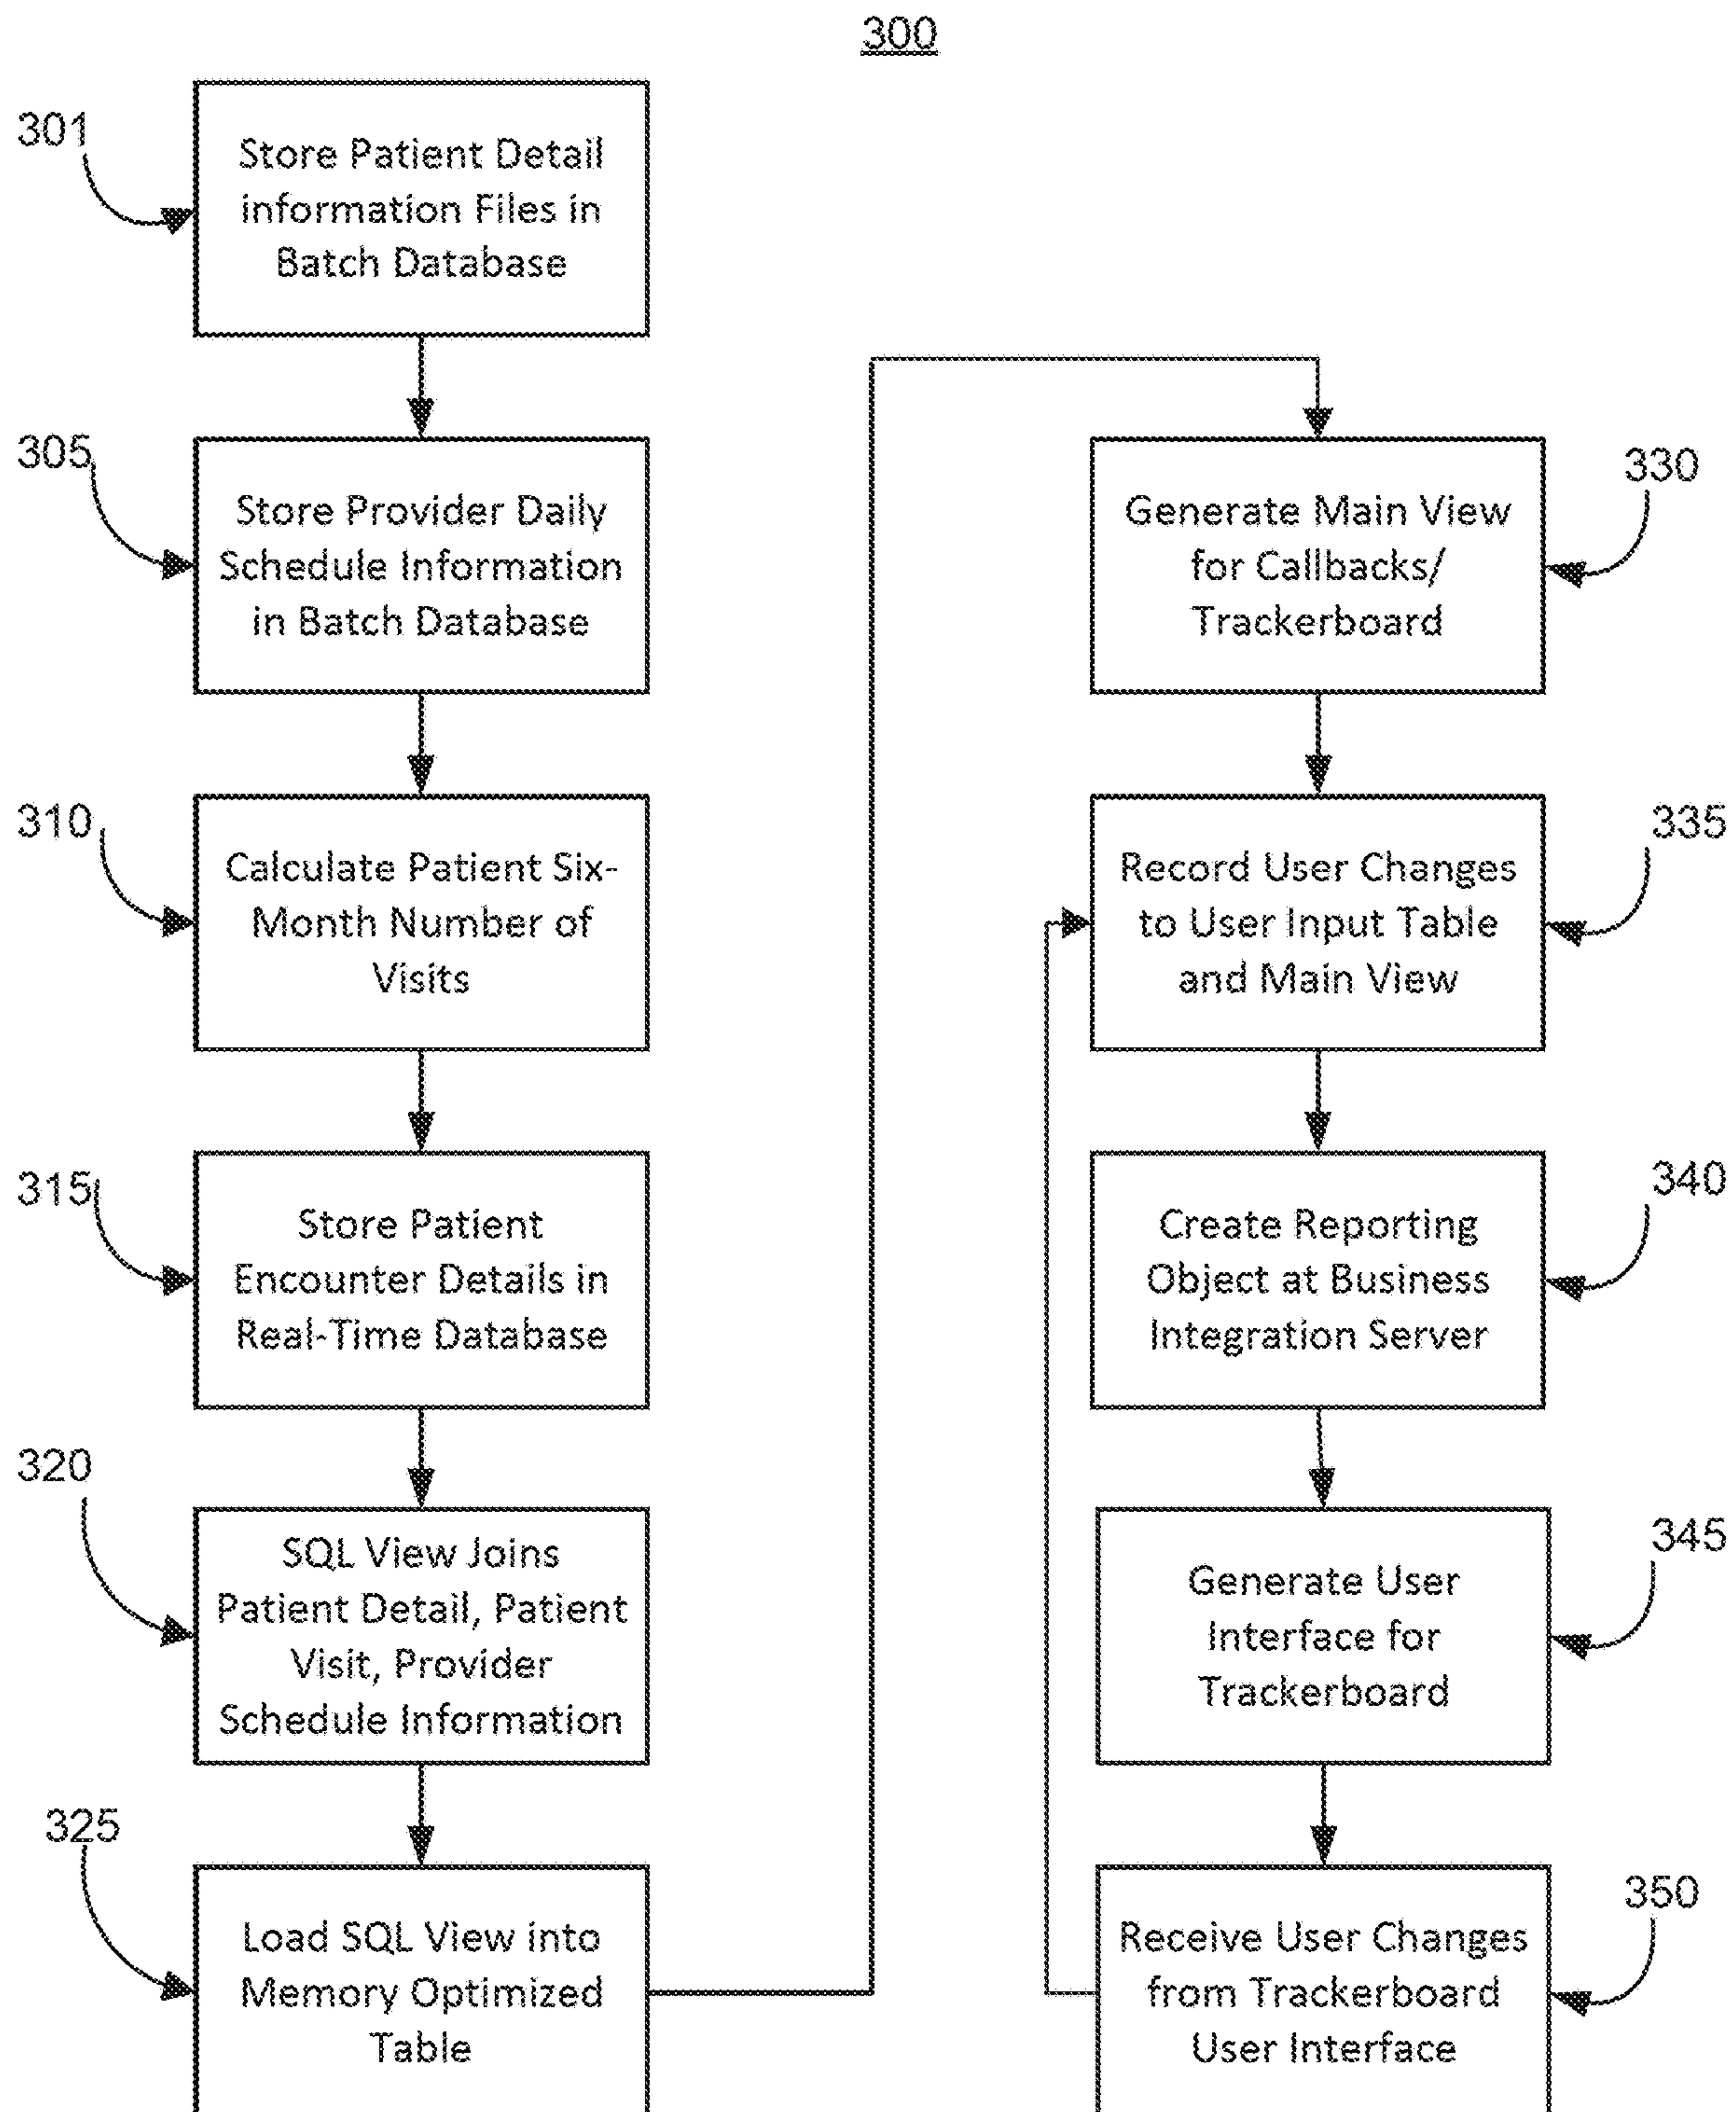 300
301
Store Patient Detail
information Files in
Batch Database
305
Store Provider Daily
Schedule Information
in Batch Database
310
Calculate Patient Six-
Month Number of
Visits
315
Store Patient
Encounter Details in
Real-Time Database
320
SQL View Joins
Patient Detail, Patient
Visit, Provider
Schedule Information
325
Load SQL View into
Memory Optimized
Table
330
Generate Main View
for Callbacks/
Trackerboard
335
Record User Changes
to User Input Table
and Main View
340
Create Reporting
Object at Business
Integration Server
345
Generate User
Interface for
Trackerboard
350
Receive User Changes
from Trackerboard
User Interface